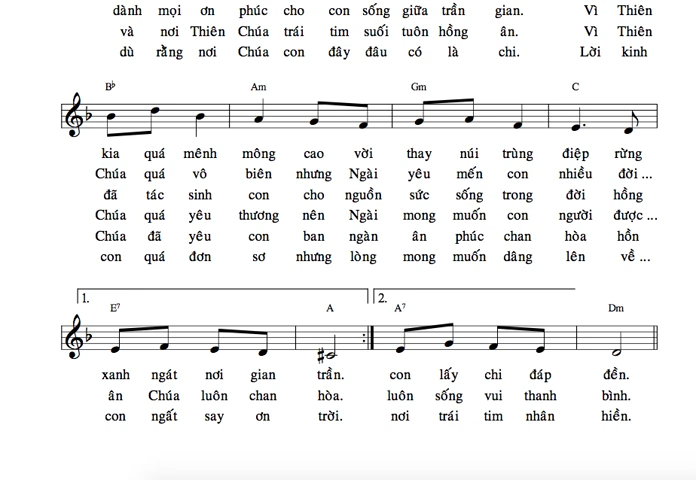 dành mọi ơn phúc cho con sống giữa trần gian. Vì Thiên
và nơi Thiên Chúa trái tim suối tuôn hồng ân. Vì Thiên
dù rằng nơi Chúa con đây đâu có là chi. Lời kinh
B♭ Am Gm C
kia quá mênh mông cao vời thay núi trùng điệp rừng
Chúa quá vô biên nhưng Ngài yêu mến con nhiều đời ...
đã tác sinh con cho nguồn sức sống trong đời hồng
Chúa quá yêu thương nên Ngài mong muốn con người được ...
Chúa đã yêu con ban ngàn ân phúc chan hòa hồn
con quá đơn sơ nhưng lòng mong muốn dâng lên về ...
1. 2.
E7 A A7 Dm
xanh ngát nơi gian trần. con lấy chi đáp đền.
ân Chúa luôn chan hòa. luôn sống vui thanh bình.
con ngất say ơn trời. nơi trái tim nhân hiền.